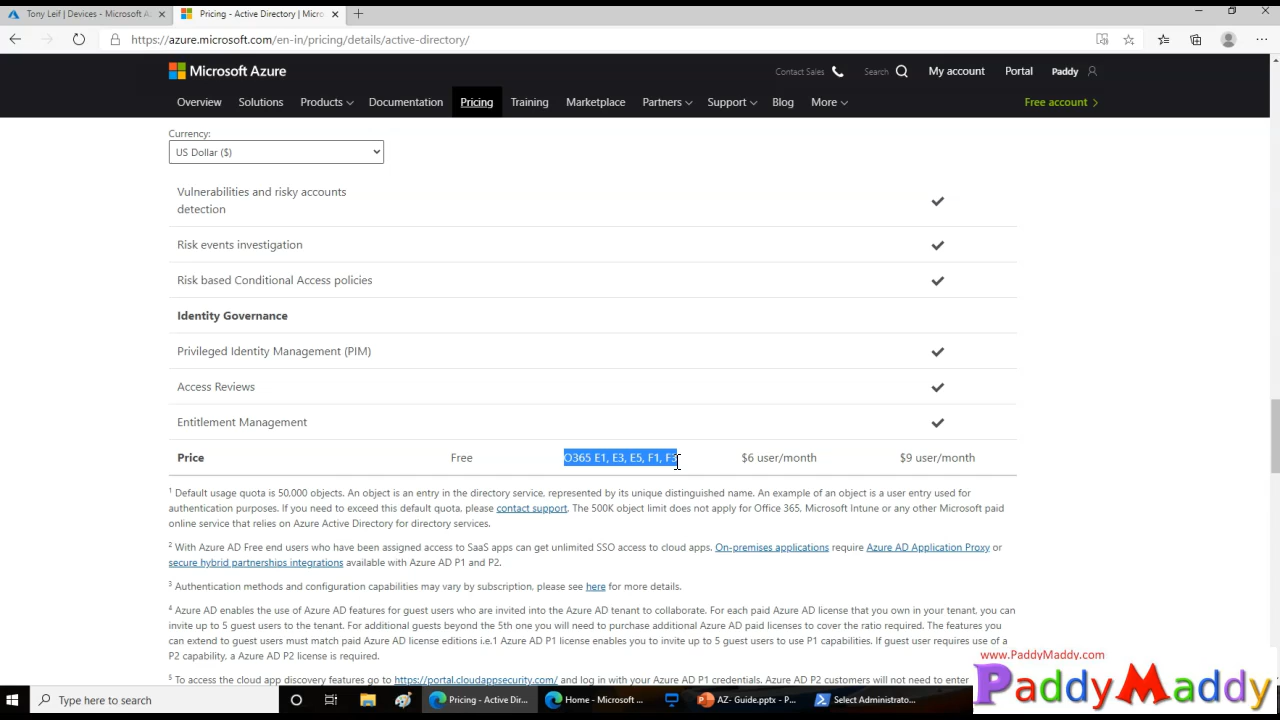 Tony Leif | Devices - Microsoft Az
Pricing - Active Directory | Micro
https://azure.microsoft.com/en-in/pricing/details/active-directory/
Microsoft Azure
Contact Sales
Search
My account
Portal
Paddy
Overview
Solutions
Products
Documentation
Pricing
Training
Marketplace
Partners
Support
Blog
More
Free account
Currency:
US Dollar ($)
Vulnerabilities and risky accounts
detection
Risk events investigation
Risk based Conditional Access policies
Identity Governance
Privileged Identity Management (PIM)
Access Reviews
Entitlement Management
Price Free O365 E1, E3, E5, F1, F3 $6 user/month $9 user/month
1 Default usage quota is 50,000 objects. An object is an entry in the directory service, represented by its unique distinguished name. An example of an object is a user entry used for
authentication purposes. If you need to exceed this default quota, please contact support. The 500K object limit does not apply for Office 365, Microsoft Intune or any other Microsoft paid
online service that relies on Azure Active Directory for directory services.
2 With Azure AD Free end users who have been assigned access to SaaS apps can get unlimited SSO access to cloud apps. On-premises applications require Azure AD Application Proxy or
secure hybrid partnerships integrations available with Azure AD P1 and P2.
3 Authentication methods and configuration capabilities may vary by subscription, please see here for more details.
4 Azure AD enables the use of Azure AD features for guest users who are invited into the Azure AD tenant to collaborate. For each paid Azure AD license that you own in your tenant, you can
invite up to 5 guest users to the tenant. For additional guests beyond the 5th one you will need to purchase additional Azure AD paid licenses to cover the ratio required. The features you
can extend to guest users must match paid Azure AD license editions i.e.1 Azure AD P1 license enables you to invite up to 5 guest users to use P1 capabilities. If guest user requires use of a
P2 capability, a Azure AD P2 license is required.
5 To access the cloud app discovery features go to https://portal.cloudappsecurity.com/ and log in with your Azure AD P1 credentials. Azure AD P2 customers will not need to enter
www.PaddyMaddy.com
PaddyMaddy
Type here to search
Pricing - Active Dir...
Home - Microsoft ...
AZ- Guide.pptx - P...
Select Administrato...